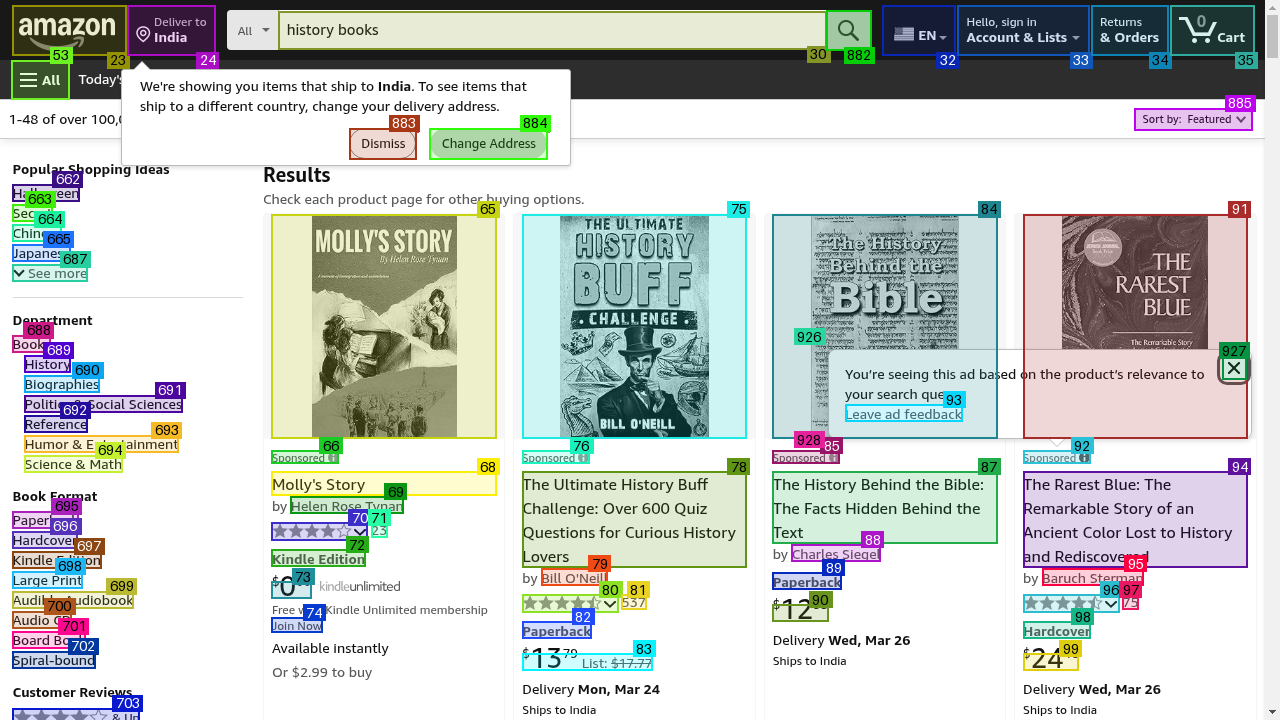 amazon
Deliver to
India
All
history books
EN
Hello, sign in
Account & Lists
Returns
& Orders
0
Cart
53
23
24
30
882
32
33
34
35
All
Today's
We're showing you items that ship to India. To see items that
ship to a different country, change your delivery address.
883
884
Dismiss
Change Address
1-48 of over 100,0
885
Sort by: Featured
Popular Shopping Ideas
662
663
664
Japanes
665
687
See more
Department
688
Book
689
History
690
Biographies
691
Political & Social Sciences
692
Reference
693
Humor & Entertainment
694
Science & Math
Book Format
695
Paper
696
Hardcover
697
Kindle Edition
698
Large Print
699
Audible Audiobook
700
Audio C
701
Board Bo
702
Spiral-bound
Customer Reviews
703
& Up
Results
Check each product page for other buying options.
65
MOLLY'S STORY
By Helen Rose Tynan
66
Sponsored
68
Molly's Story
69
by Helen Rose Tynan
70
71
23
72
Kindle Edition
73
$0
kindleunlimited
Free w Kindle Unlimited membership
74
Join Now
Available instantly
Or $2.99 to buy
75
THE ULTIMATE
HISTORY
BUFF
CHALLENGE
BILL O'NEILL
76
Sponsored
78
The Ultimate History Buff
Challenge: Over 600 Quiz
Questions for Curious History
Lovers
79
by Bill O'Neill
80
81
537
82
Paperback
83
$1379 List: $17.77
Delivery Mon, Mar 24
Ships to India
84
The History
Behind the
Bible
926
928
85
Sponsored
87
The History Behind the Bible:
The Facts Hidden Behind the
Text
88
by Charles Siegel
89
Paperback
90
$12
Delivery Wed, Mar 26
Ships to India
91
THE
RAREST
BLUE
The Remarkable Story
927
You're seeing this ad based on the product's relevance to
your search que
93
Leave ad feedback
92
Sponsored
94
The Rarest Blue: The
Remarkable Story of an
Ancient Color Lost to History
and Rediscovered
95
by Baruch Sterman
96
97
75
98
Hardcover
99
$24
Delivery Wed, Mar 26
Ships to India